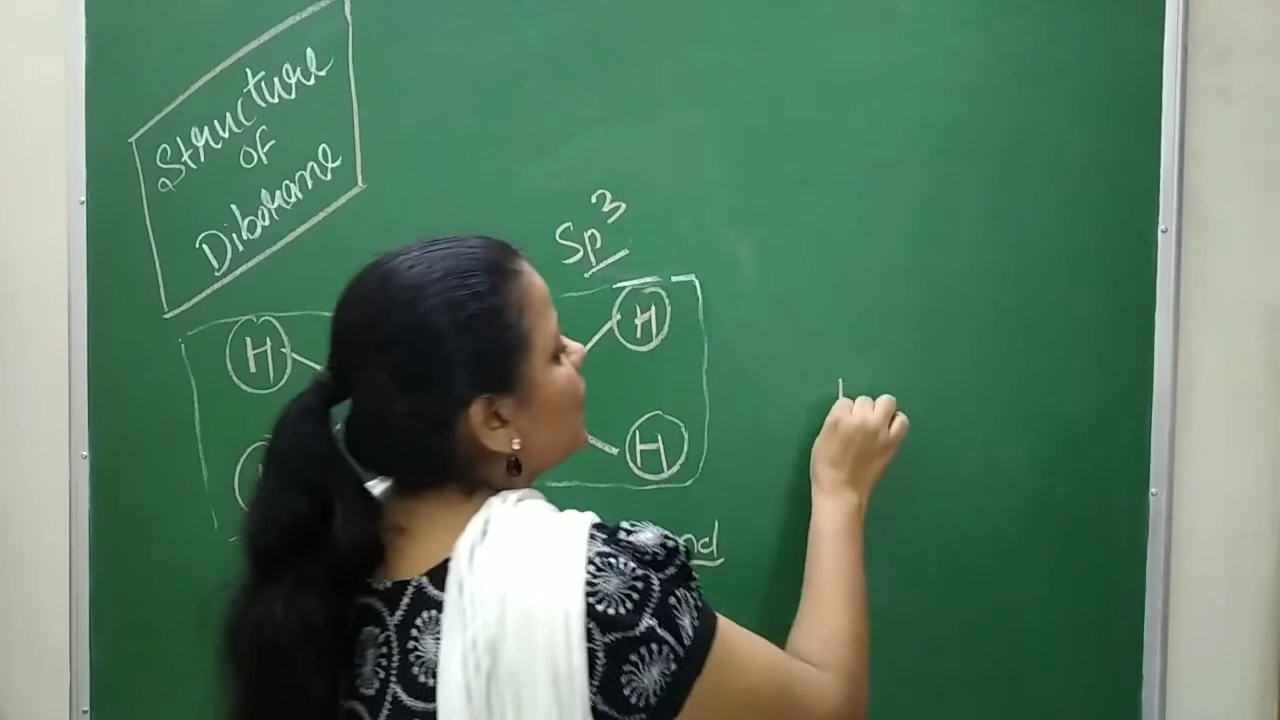 Structure
of
Diborane
Sp³
H H
H